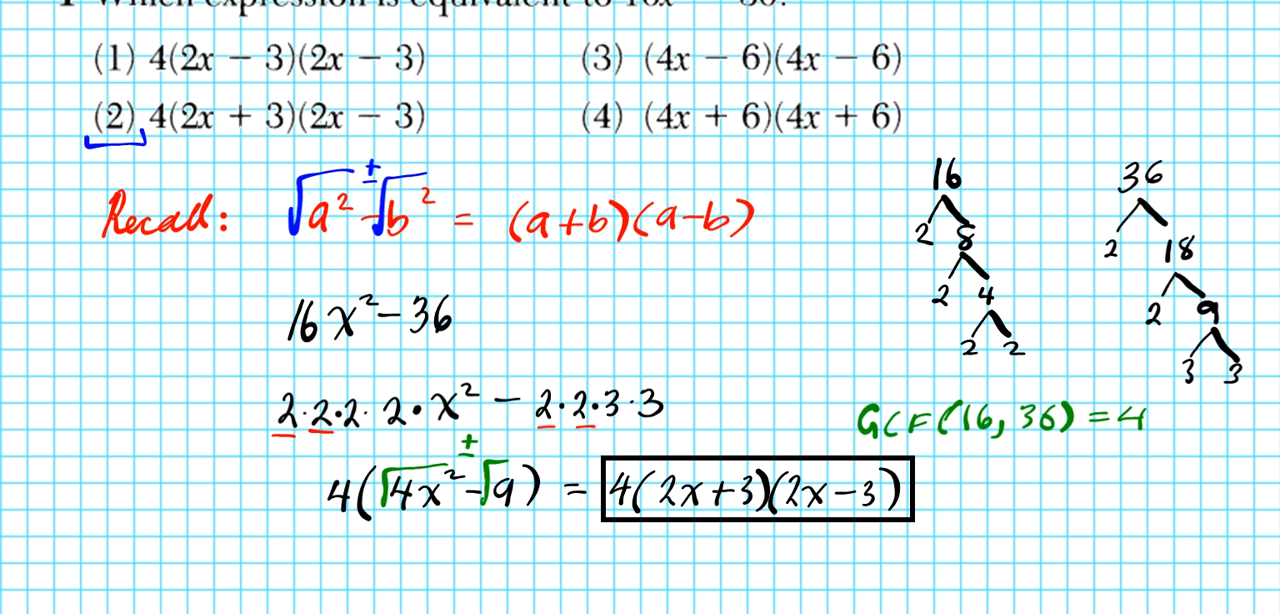 (1) 4(2x − 3)(2x − 3)
(3) (4x − 6)(4x − 6)
(2) 4(2x + 3)(2x − 3)
(4) (4x + 6)(4x + 6)
Recall: √a² ± √b² = (a+b)(a-b)
16
2 8
2 4
2 2
36
2 18
2 9
3 3
16x² - 36
2·2·2·2·x² - 2·2·3·3
GCF(16, 36) = 4
4(√4x² ± √9) = 4(2x+3)(2x-3)